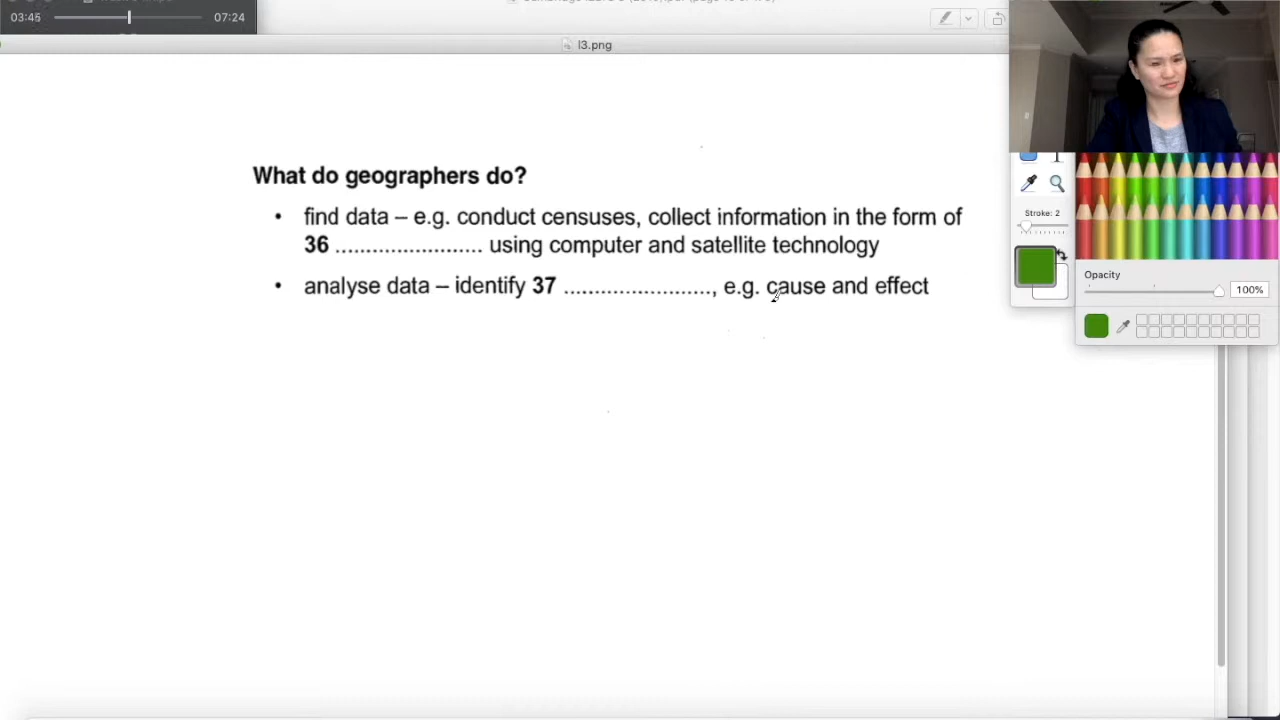 03:45
07:24
l3.png
What do geographers do?
• find data – e.g. conduct censuses, collect information in the form of
36 ........................ using computer and satellite technology
• analyse data – identify 37 ........................, e.g. cause and effect
Stroke: 2
Opacity
100%